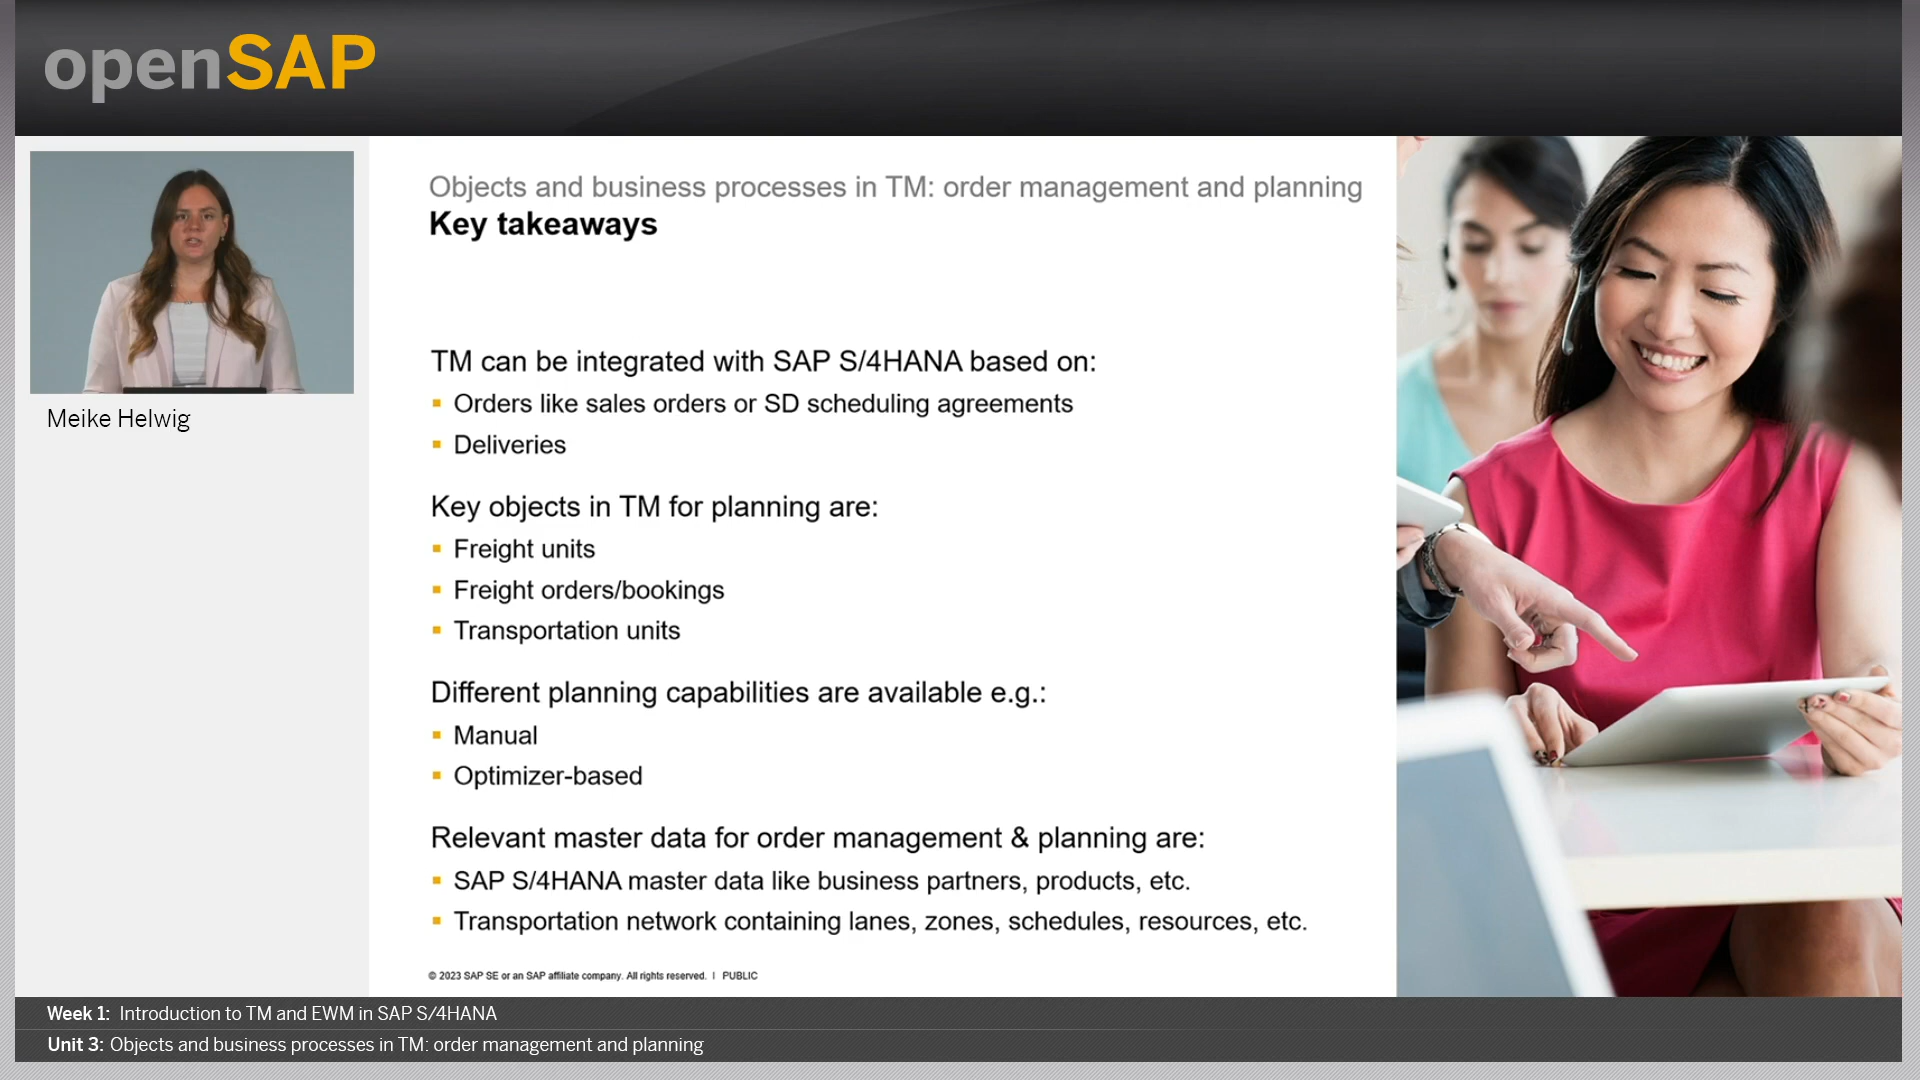 openSAP
Meike Helwig
Objects and business processes in TM: order management and planning
Key takeaways
TM can be integrated with SAP S/4HANA based on:
▪ Orders like sales orders or SD scheduling agreements
▪ Deliveries
Key objects in TM for planning are:
▪ Freight units
▪ Freight orders/bookings
▪ Transportation units
Different planning capabilities are available e.g.:
▪ Manual
▪ Optimizer-based
Relevant master data for order management & planning are:
▪ SAP S/4HANA master data like business partners, products, etc.
▪ Transportation network containing lanes, zones, schedules, resources, etc.
© 2023 SAP SE or an SAP affiliate company. All rights reserved. | PUBLIC
Week 1: Introduction to TM and EWM in SAP S/4HANA
Unit 3: Objects and business processes in TM: order management and planning